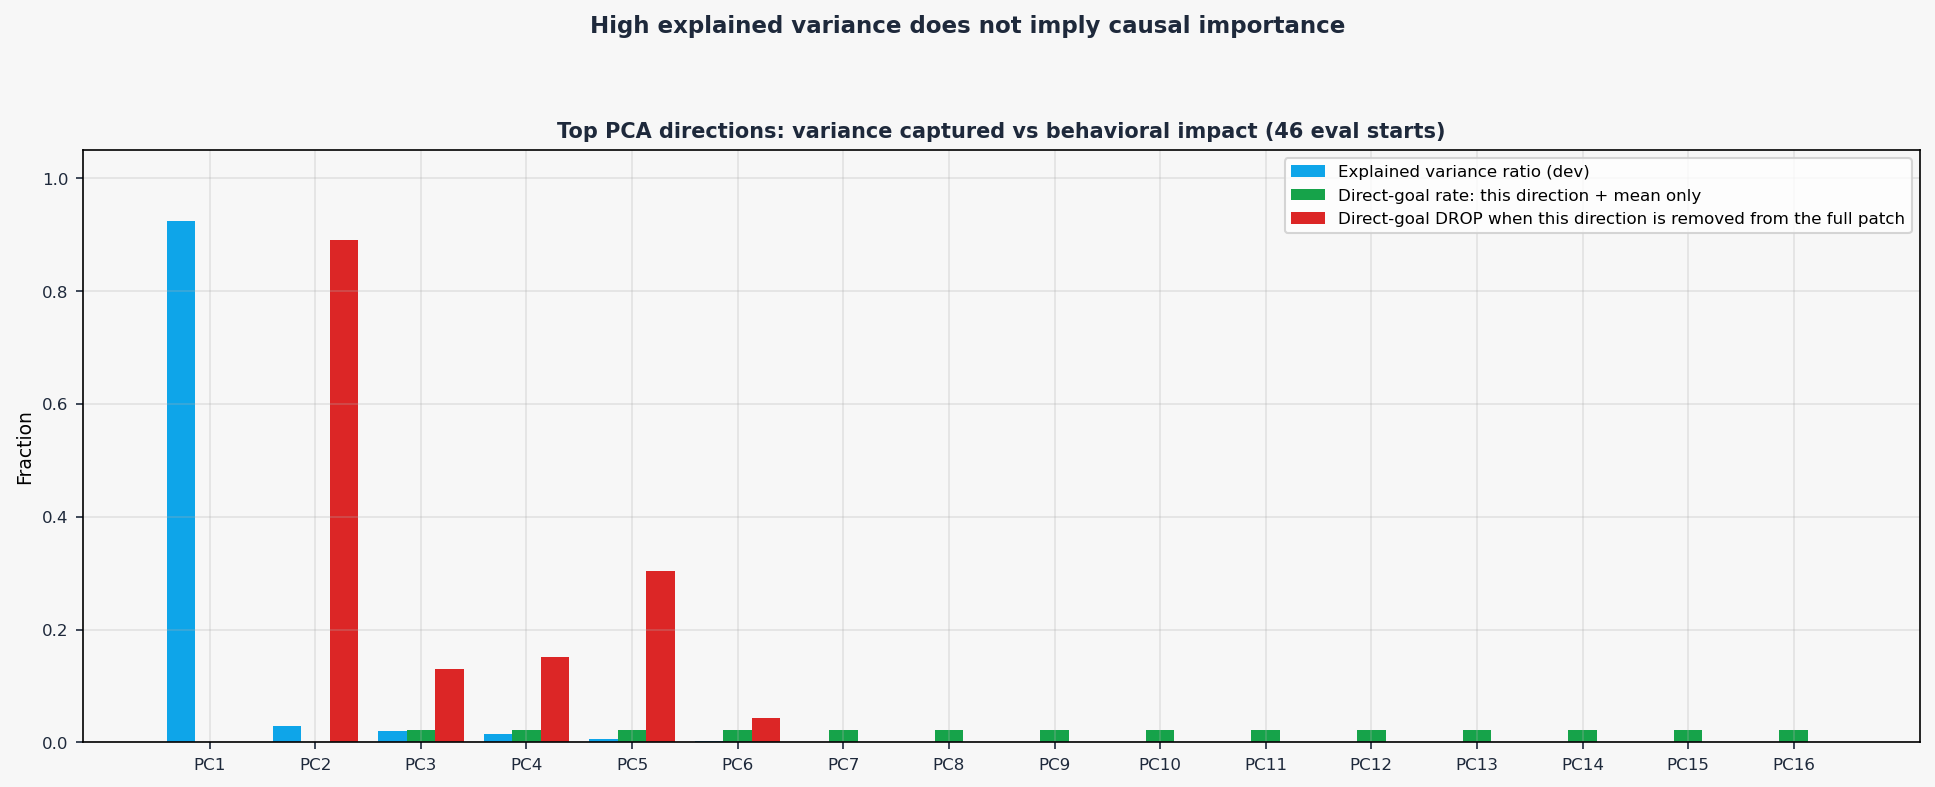 High explained variance does not imply causal importance
Top PCA directions: variance captured vs behavioral impact (46 eval starts)
Explained variance ratio (dev)
Direct-goal rate: this direction + mean only
Direct-goal DROP when this direction is removed from the full patch
Fraction
1.0
0.8
0.6
0.4
0.2
0.0
PC1 PC2 PC3 PC4 PC5 PC6 PC7 PC8 PC9 PC10 PC11 PC12 PC13 PC14 PC15 PC16